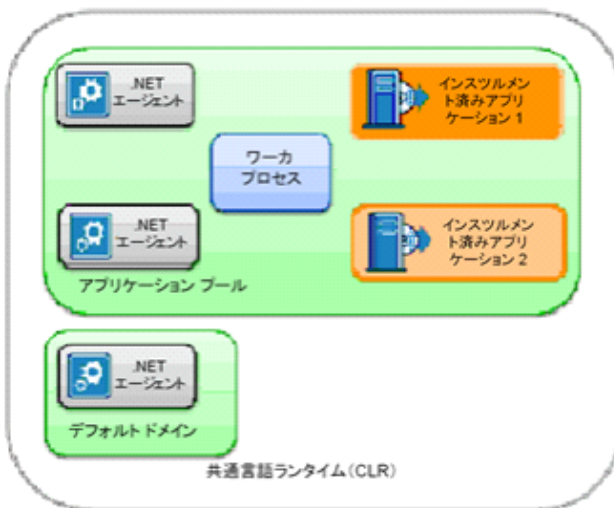 .NET
エージェント
インスツルメン
ト済みアプリ
ケーション 1
ワーカ
プロセス
.NET
エージェント
インスツルメン
ト済みアプリ
ケーション 2
アプリケーション プール
.NET
エージェント
デフォルトドメイン
共通言語ランタイム(CLR)